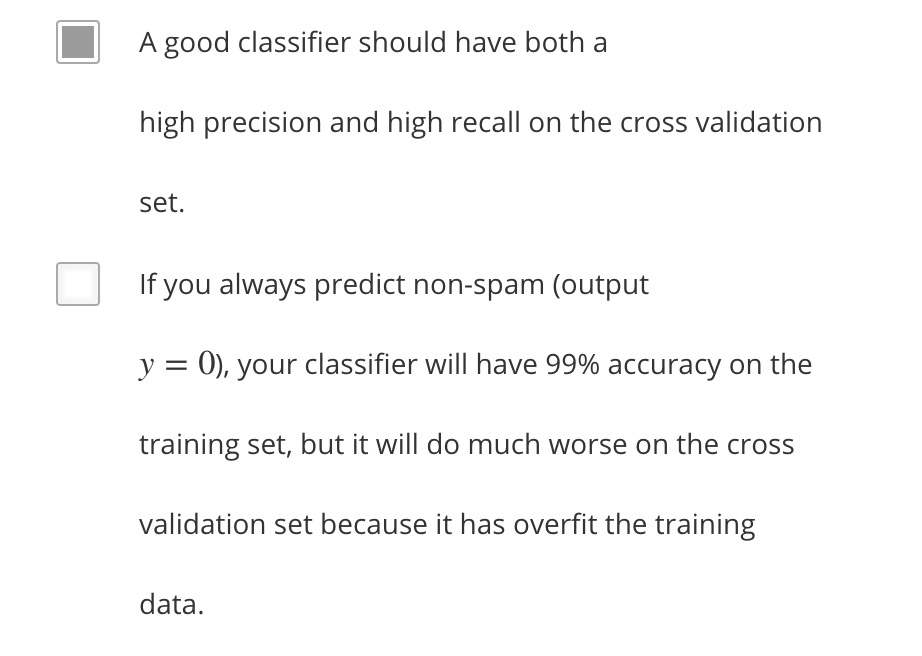 A good classifier should have both a
high precision and high recall on the cross validation
set.
If you always predict non-spam (output
y = 0), your classifier will have 99% accuracy on the
training set, but it will do much worse on the cross
validation set because it has overfit the training
data.